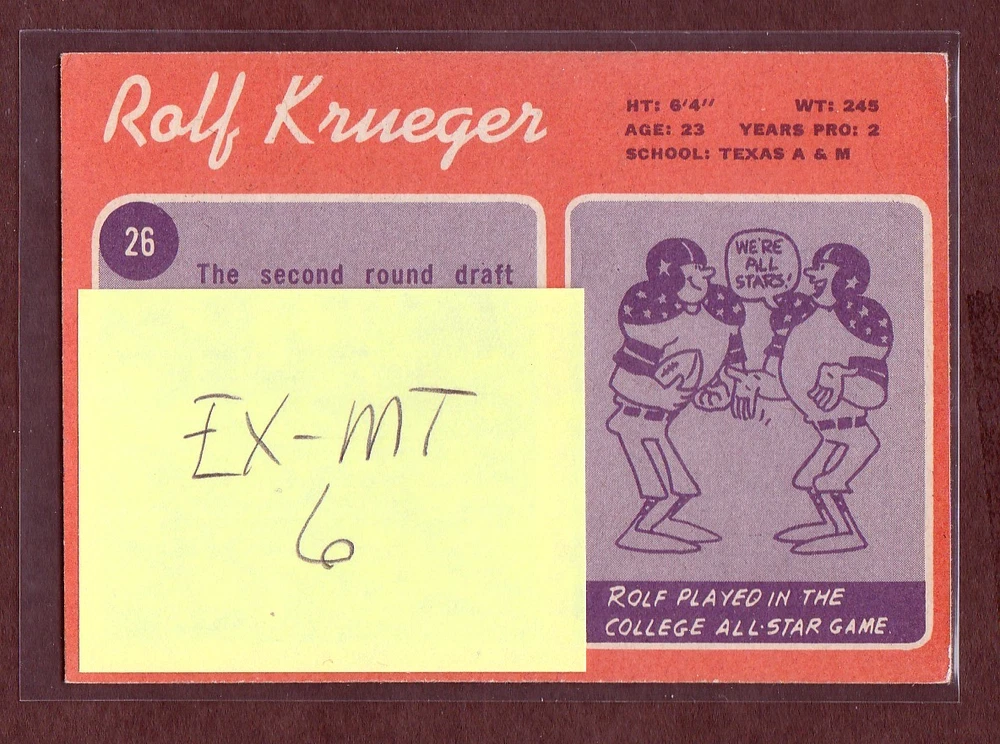 Rolf Krueger
HT: 6'4" WT: 245
AGE: 23 YEARS PRO: 2
SCHOOL: TEXAS A & M
26
The second round draft
EX-MT
6
WE'RE
ALL
STARS!
ROLF PLAYED IN THE
COLLEGE ALL-STAR GAME.